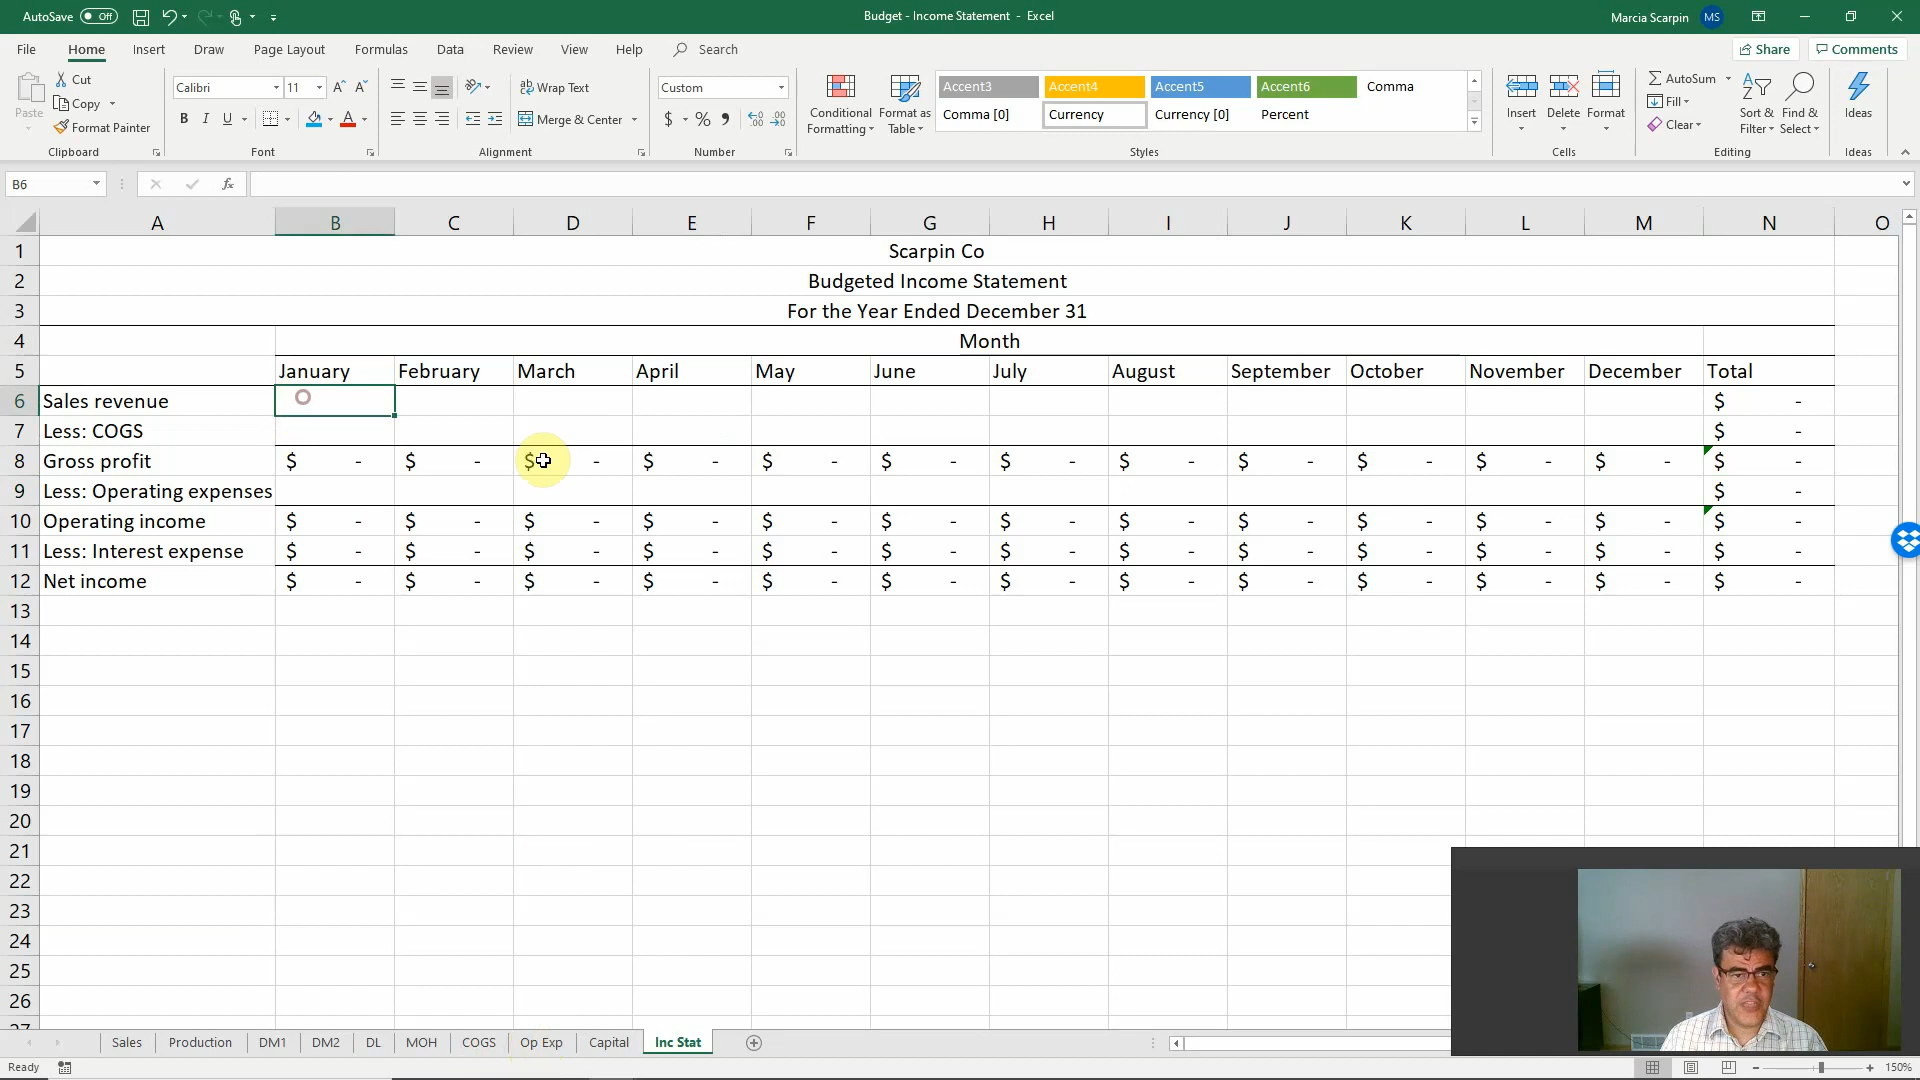 AutoSave Off Budget - Income Statement - Excel Marcia Scarpin MS
File Home Insert Draw Page Layout Formulas Data Review View Help Search Share Comments
Paste Cut Copy Format Painter Clipboard
Calibri 11 A A B I U A Font
Wrap Text Merge & Center Alignment
Custom $ % , Number
Conditional Formatting Format as Table
Accent3 Accent4 Accent5 Accent6 Comma
Comma [0] Currency Currency [0] Percent
Styles
Insert Delete Format Cells
AutoSum Fill Clear Sort & Filter Find & Select Editing
Ideas Ideas
B6 fx
A B C D E F G H I J K L M N O
1 Scarpin Co
2 Budgeted Income Statement
3 For the Year Ended December 31
4 Month
5 January February March April May June July August September October November December Total
6 Sales revenue $ -
7 Less: COGS $ -
8 Gross profit $ - $ - $ - $ - $ - $ - $ - $ - $ - $ - $ - $ - $ -
9 Less: Operating expenses $ -
10 Operating income $ - $ - $ - $ - $ - $ - $ - $ - $ - $ - $ - $ - $ -
11 Less: Interest expense $ - $ - $ - $ - $ - $ - $ - $ - $ - $ - $ - $ - $ -
12 Net income $ - $ - $ - $ - $ - $ - $ - $ - $ - $ - $ - $ - $ -
13
14
15
16
17
18
19
20
21
22
23
24
25
26
27
Sales Production DM1 DM2 DL MOH COGS Op Exp Capital Inc Stat
Ready 150%